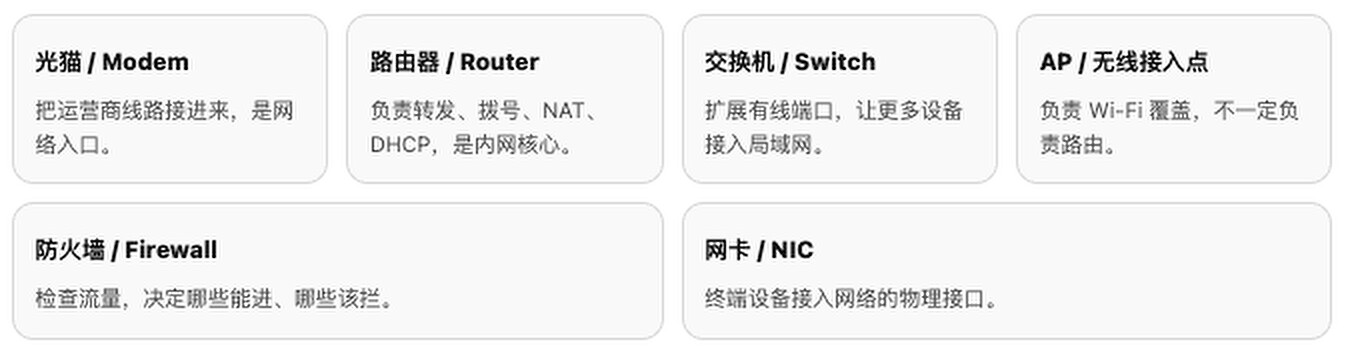 光猫 / Modem
把运营商线路接进来，是网
络入口。
路由器 / Router
负责转发、拨号、NAT、
DHCP，是内网核心。
交换机 / Switch
扩展有线端口，让更多设备
接入局域网。
AP / 无线接入点
负责 Wi-Fi 覆盖，不一定负
责路由。
防火墙 / Firewall
检查流量，决定哪些能进、哪些该拦。
网卡 / NIC
终端设备接入网络的物理接口。